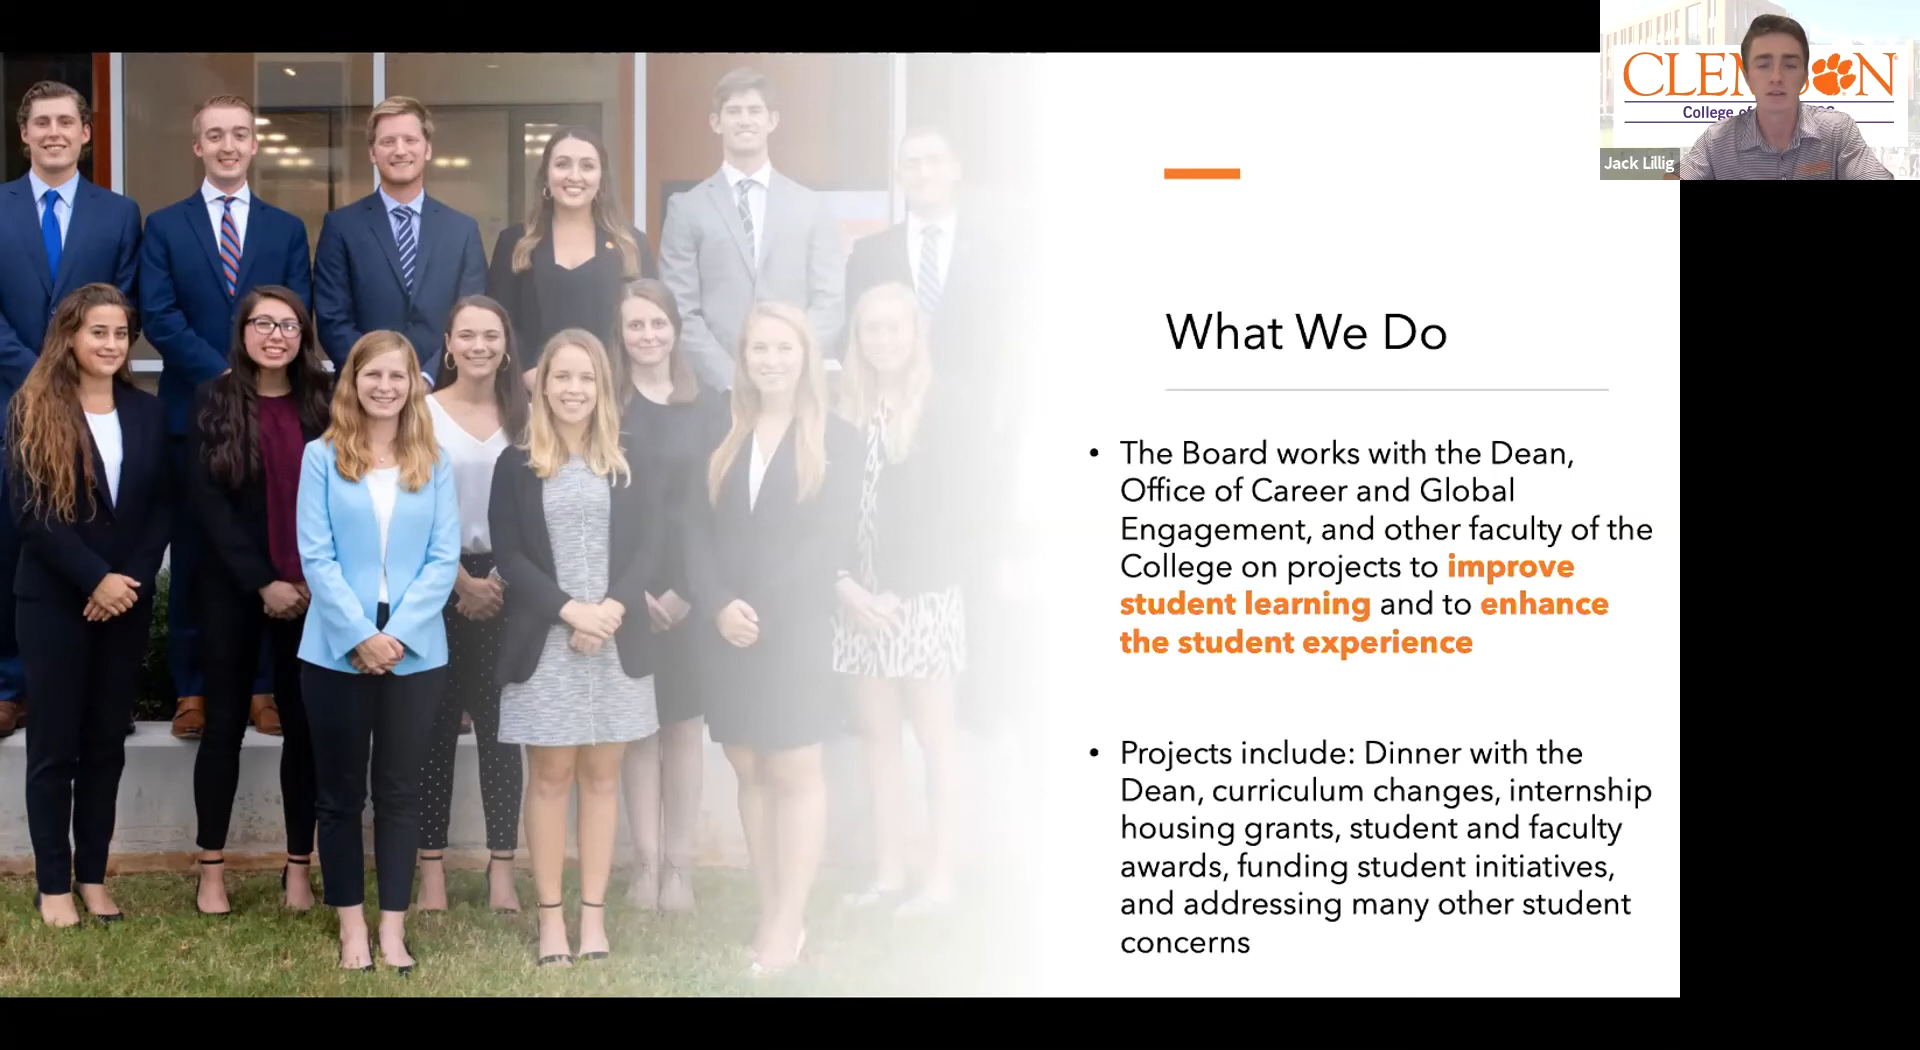 CLEM
N
College of
Jack Lillig
What We Do
• The Board works with the Dean,
Office of Career and Global
Engagement, and other faculty of the
College on projects to improve
student learning and to enhance
the student experience
• Projects include: Dinner with the
Dean, curriculum changes, internship
housing grants, student and faculty
awards, funding student initiatives,
and addressing many other student
concerns